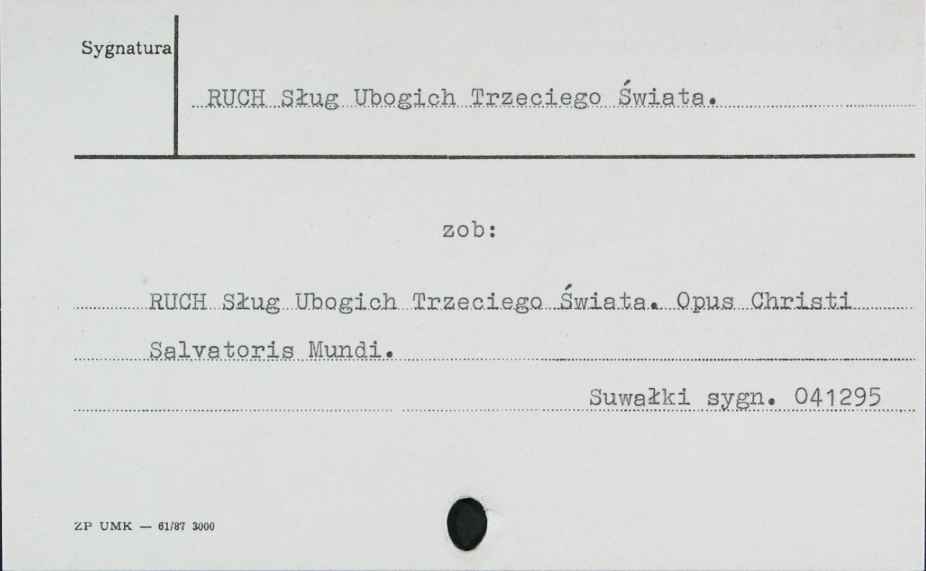 Sygnatura
RUCH Sług Ubogich Trzeciego Świata.
zob:
RUCH Sług Ubogich Trzeciego Świata. Opus Christi
Salvatoris Mundi.
Suwałki sygn. 041295
ZP UMK — 61/87 3000